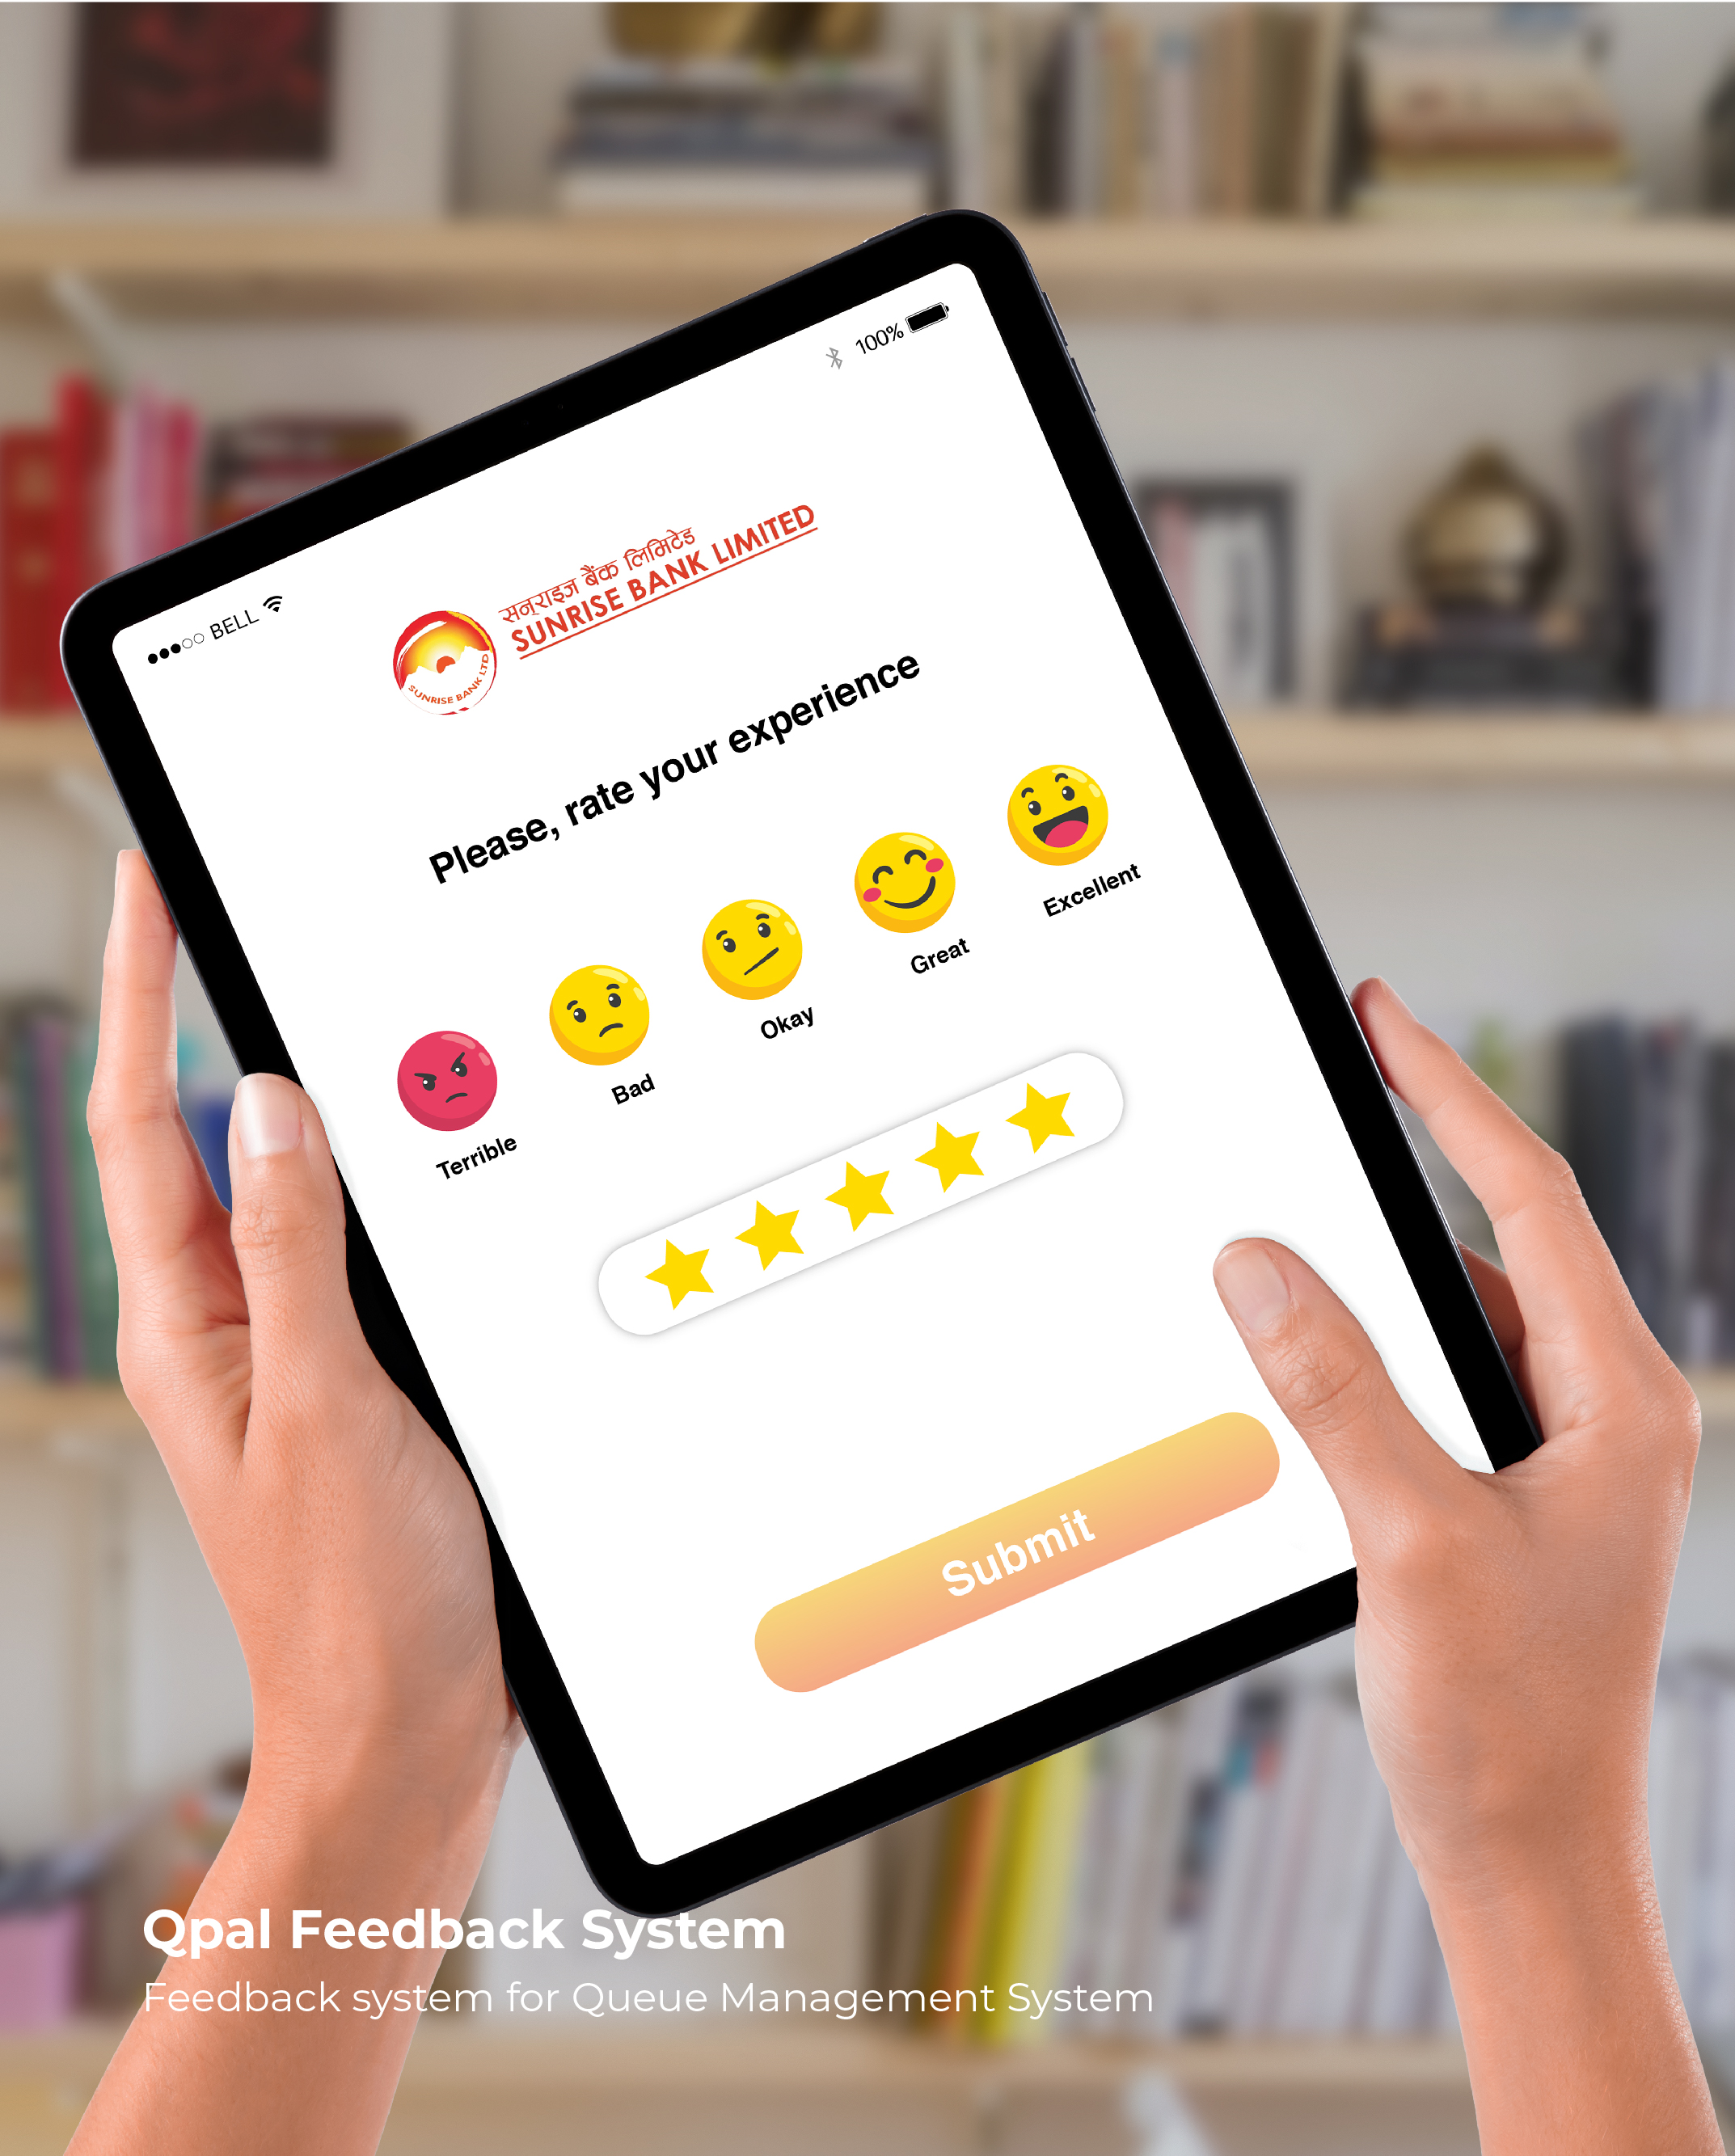 ●●●○○ BELL
100%
सनराइज बैंक लिमिटेड
SUNRISE BANK LIMITED
SUNRISE BANK LTD
Please, rate your experience
Terrible
Bad
Okay
Great
Excellent
Submit
Qpal Feedback System
Feedback system for Queue Management System